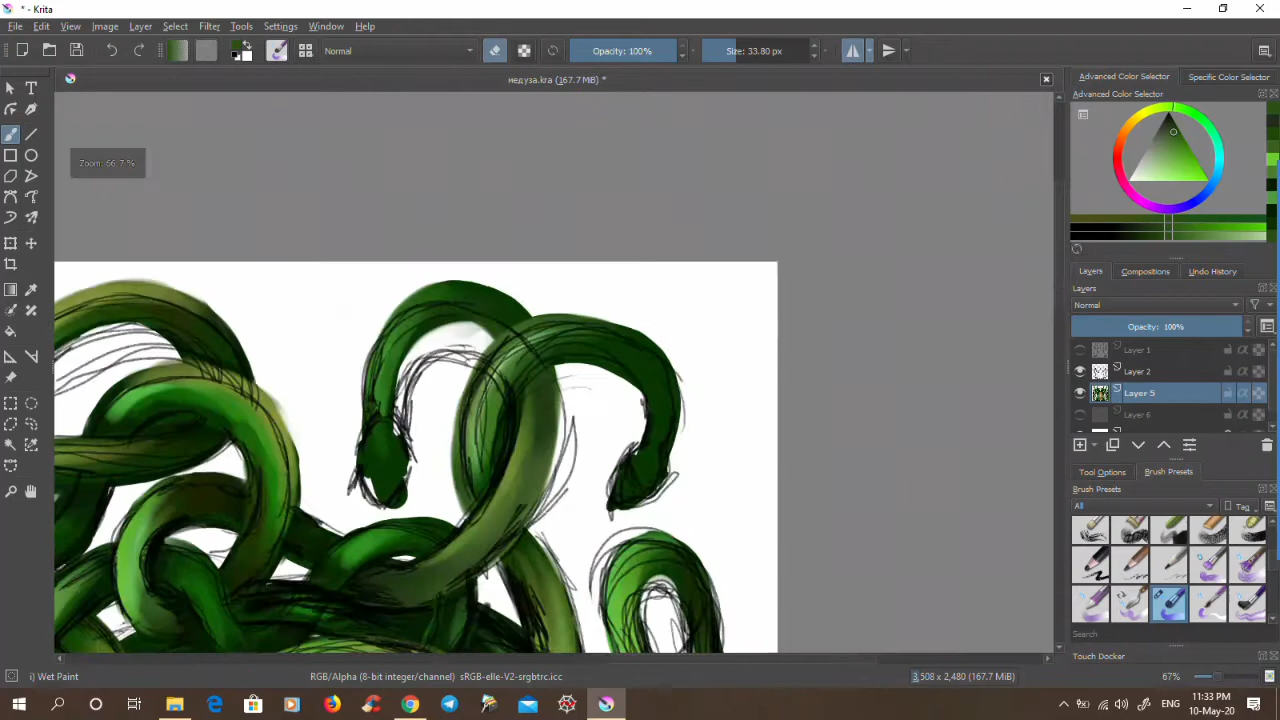 * - Krita
File Edit View Image Layer Select Filter Tools Settings Window Help
Normal Opacity: 100% Size: 33.80 px
медуза.kra (167.7 MiB) *
Advanced Color Selector Specific Color Selector
Advanced Color Selector
Zoom: 66.7 %
Layers Compositions Undo History
Layers
Normal
Opacity: 100%
Layer 1
Layer 2
Layer 5
Layer 6
Tool Options Brush Presets
Brush Presets
All Tag
Search
Touch Docker
i) Wet Paint RGB/Alpha (8-bit integer/channel) sRGB-elle-V2-srgbtrc.icc 3,508 x 2,480 (167.7 MiB) 67%
ENG
11:33 PM
10-May-20